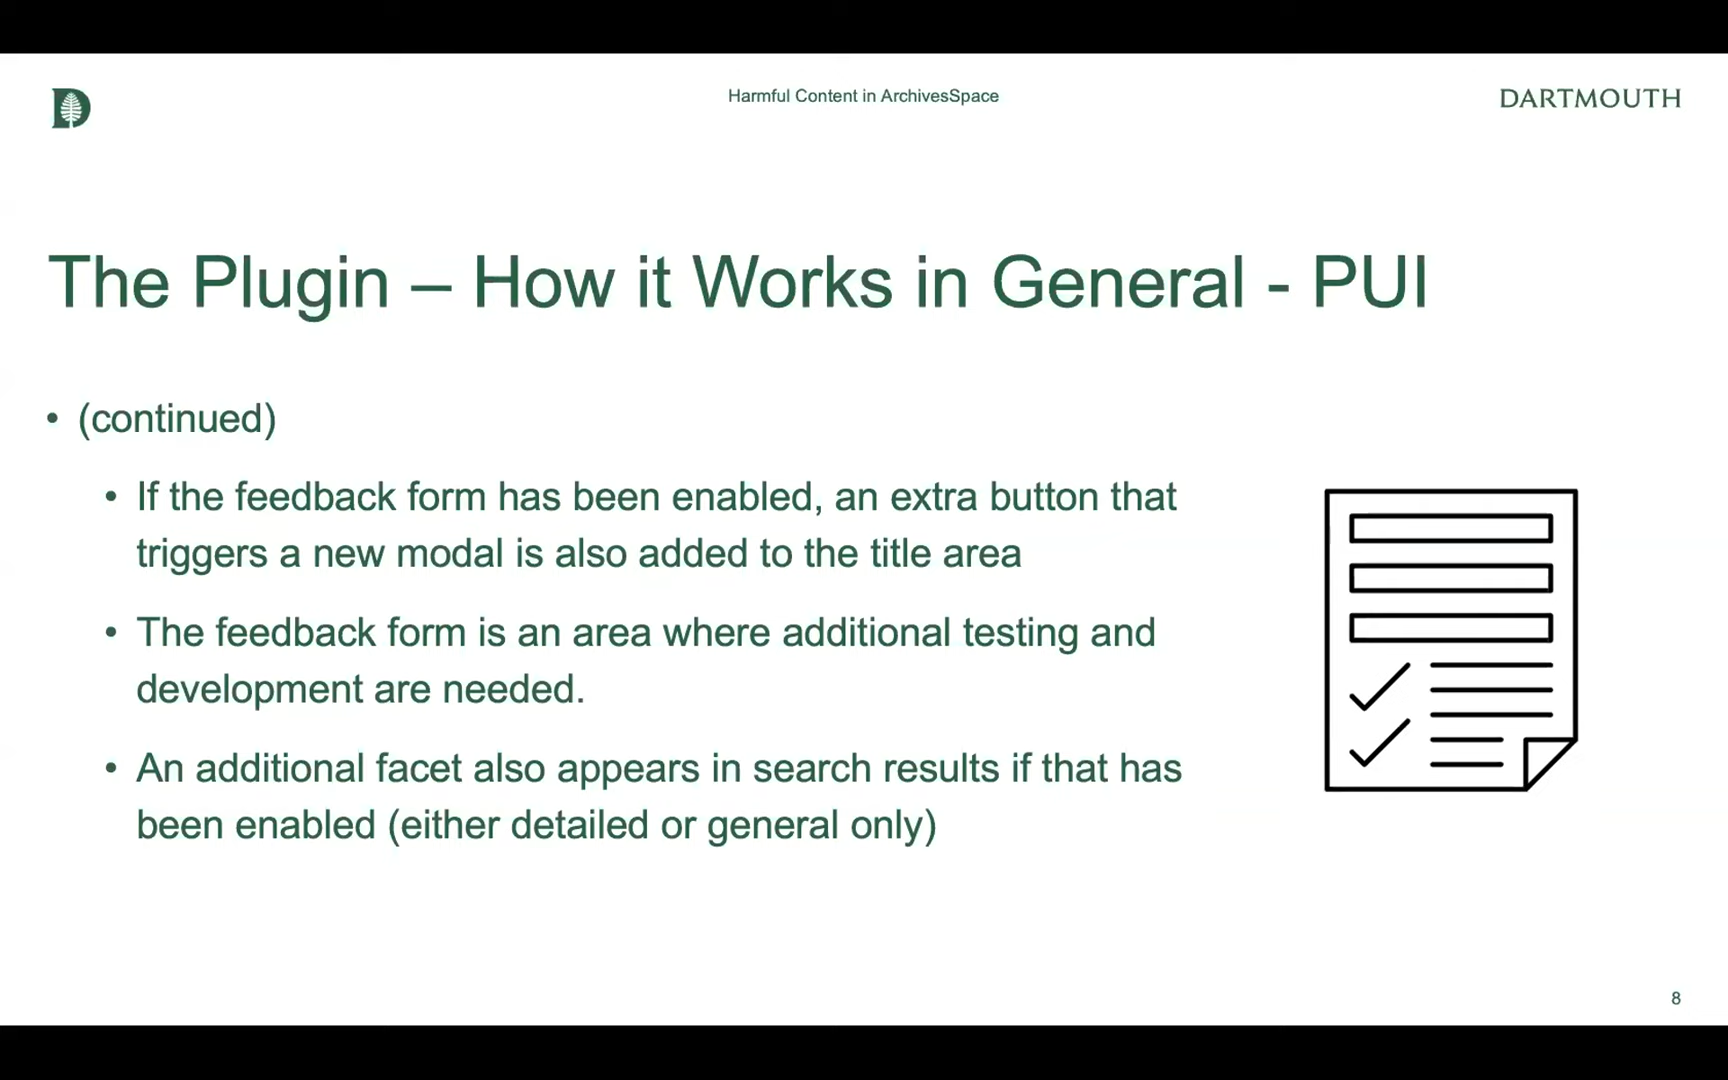 Harmful Content in ArchivesSpace
DARTMOUTH
The Plugin – How it Works in General - PUI
• (continued)
• If the feedback form has been enabled, an extra button that
triggers a new modal is also added to the title area
• The feedback form is an area where additional testing and
development are needed.
• An additional facet also appears in search results if that has
been enabled (either detailed or general only)
8